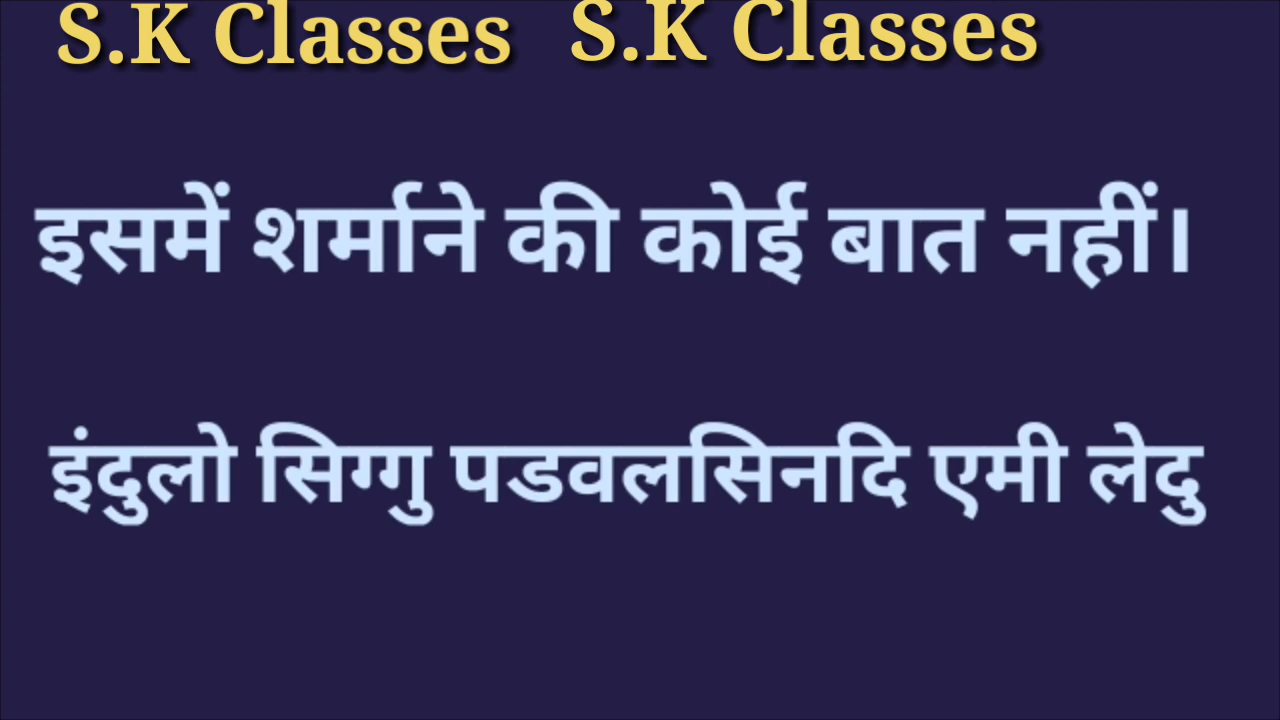 S.K Classes S.K Classes
इसमें शर्माने की कोई बात नहीं।
इंदुलो सिग्गु पडवलसिनदि एमी लेदु